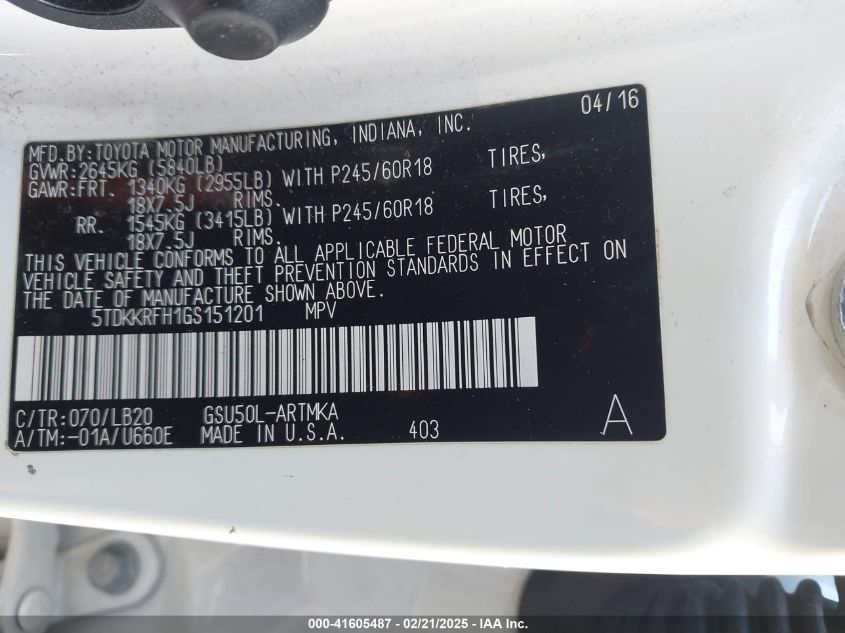 04/16
MFD.BY:TOYOTA MOTOR MANUFACTURING, INDIANA, INC.
GVWR:2645KG (5840LB)
GAWR:FRT. 1340KG (2955LB) WITH P245/60R18 TIRES,
18X7.5J RIMS.
RR. 1545KG (3415LB) WITH P245/60R18 TIRES,
18X7.5J RIMS.
THIS VEHICLE CONFORMS TO ALL APPLICABLE FEDERAL MOTOR
VEHICLE SAFETY AND THEFT PREVENTION STANDARDS IN EFFECT ON
THE DATE OF MANUFACTURE SHOWN ABOVE.
5TDKKRFH1GS151201 MPV
C/TR:070/LB20 GSU50L-ARTMKA
A/TM:-01A/U660E MADE IN U.S.A. 403 A
000-41605487 - 02/21/2025 - IAA Inc.